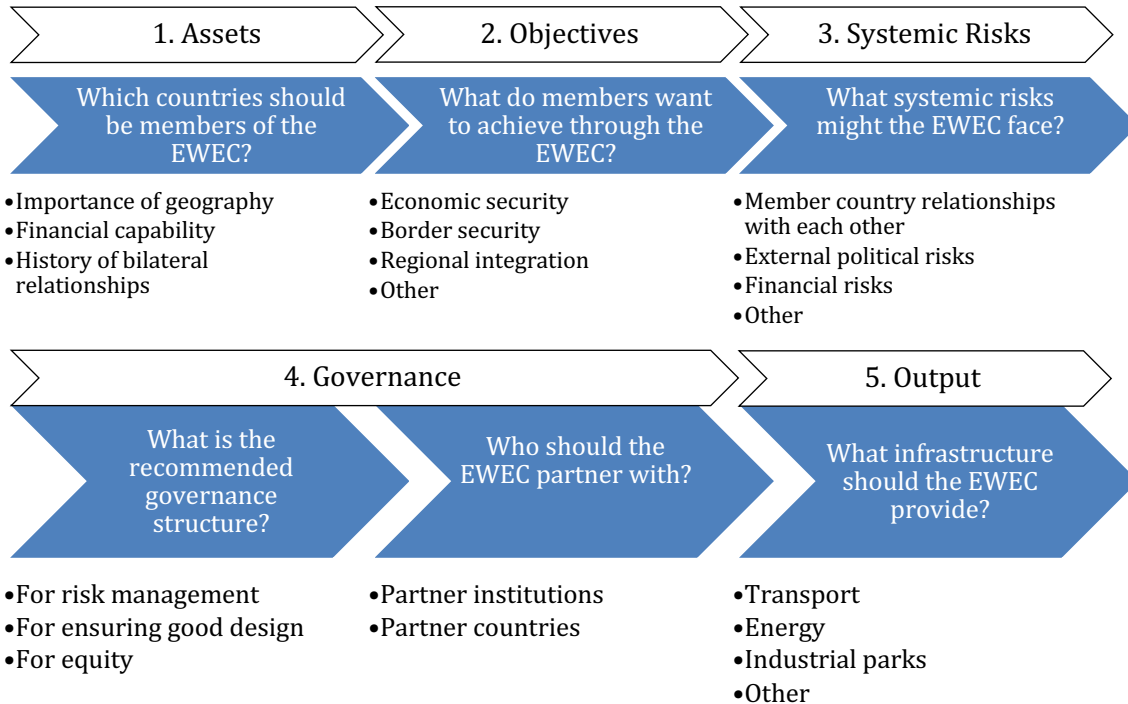 1. Assets
2. Objectives
3. Systemic Risks
Which countries should
be members of the
EWEC?
What do members want
to achieve through the
EWEC?
What systemic risks
might the EWEC face?
•Importance of geography
•Financial capability
•History of bilateral
relationships
•Economic security
•Border security
•Regional integration
•Other
•Member country relationships
with each other
•External political risks
•Financial risks
•Other
4. Governance
5. Output
What is the
recommended
governance
structure?
Who should the
EWEC partner with?
What infrastructure
should the EWEC
provide?
•For risk management
•For ensuring good design
•For equity
•Partner institutions
•Partner countries
•Transport
•Energy
•Industrial parks
•Other